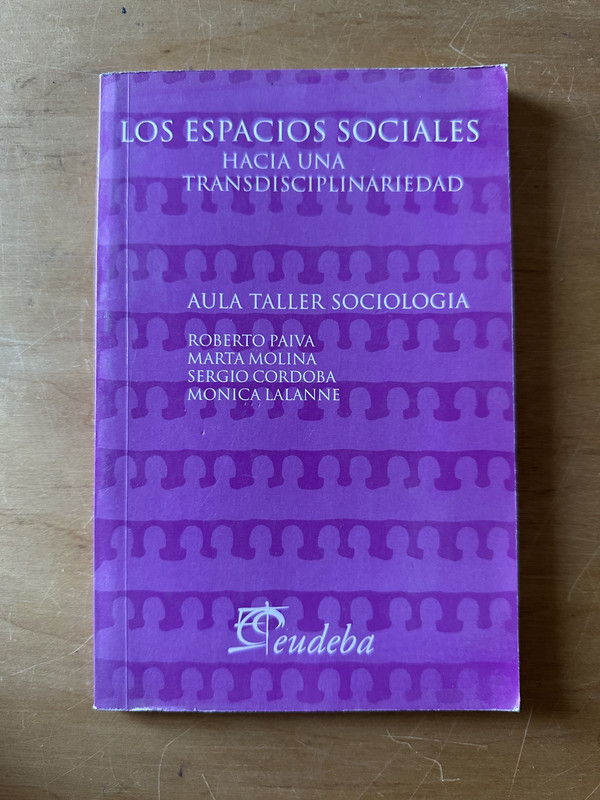 LOS ESPACIOS SOCIALES
HACIA UNA
TRANSDISCIPLINARIEDAD
AULA TALLER SOCIOLOGIA
ROBERTO PAIVA
MARTA MOLINA
SERGIO CORDOBA
MONICA LALANNE
eudeba